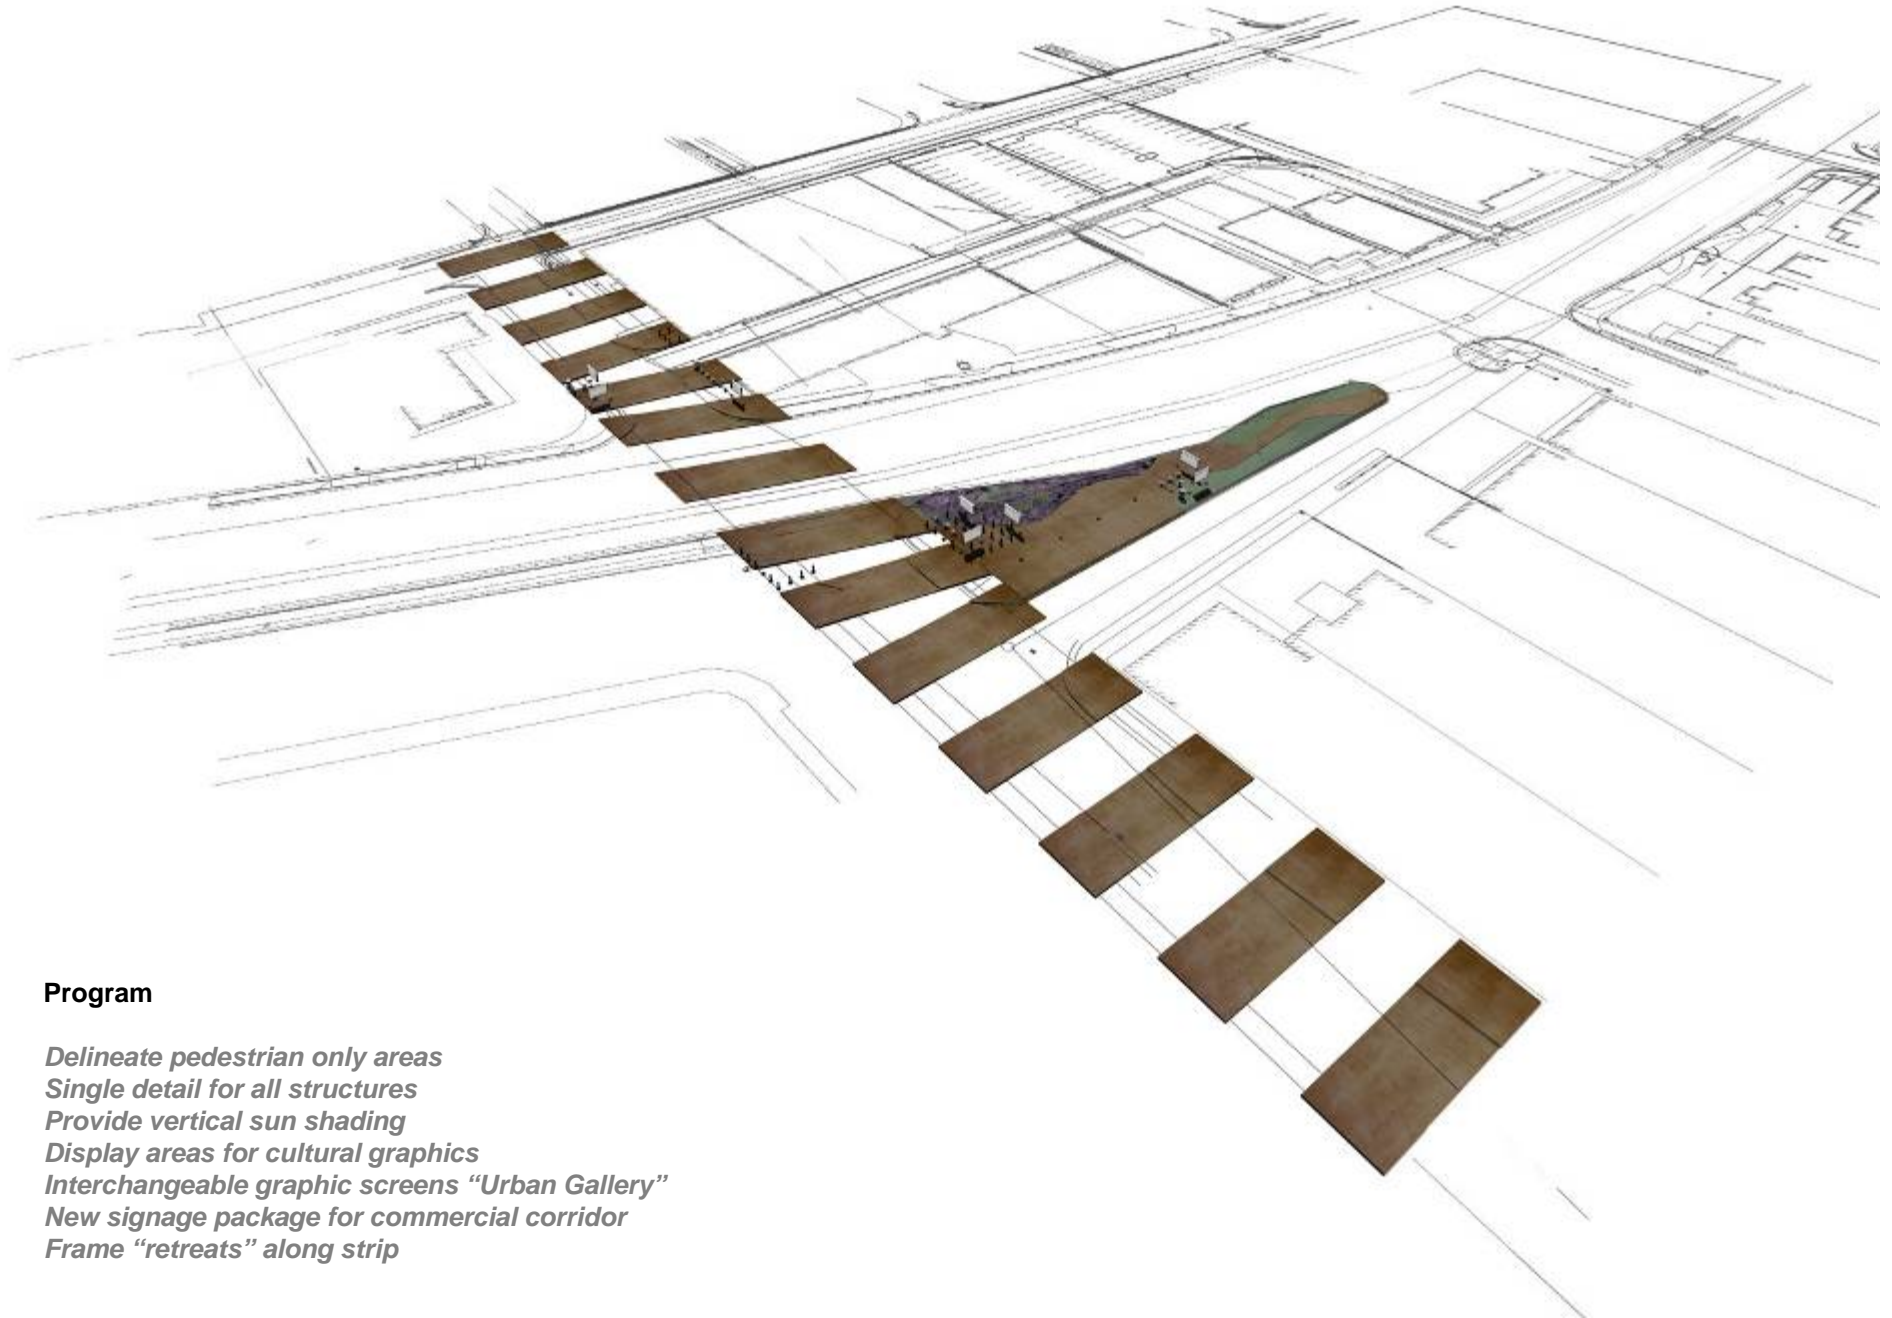 Program
Delineate pedestrian only areas
Single detail for all structures
Provide vertical sun shading
Display areas for cultural graphics
Interchangeable graphic screens “Urban Gallery”
New signage package for commercial corridor
Frame “retreats” along strip